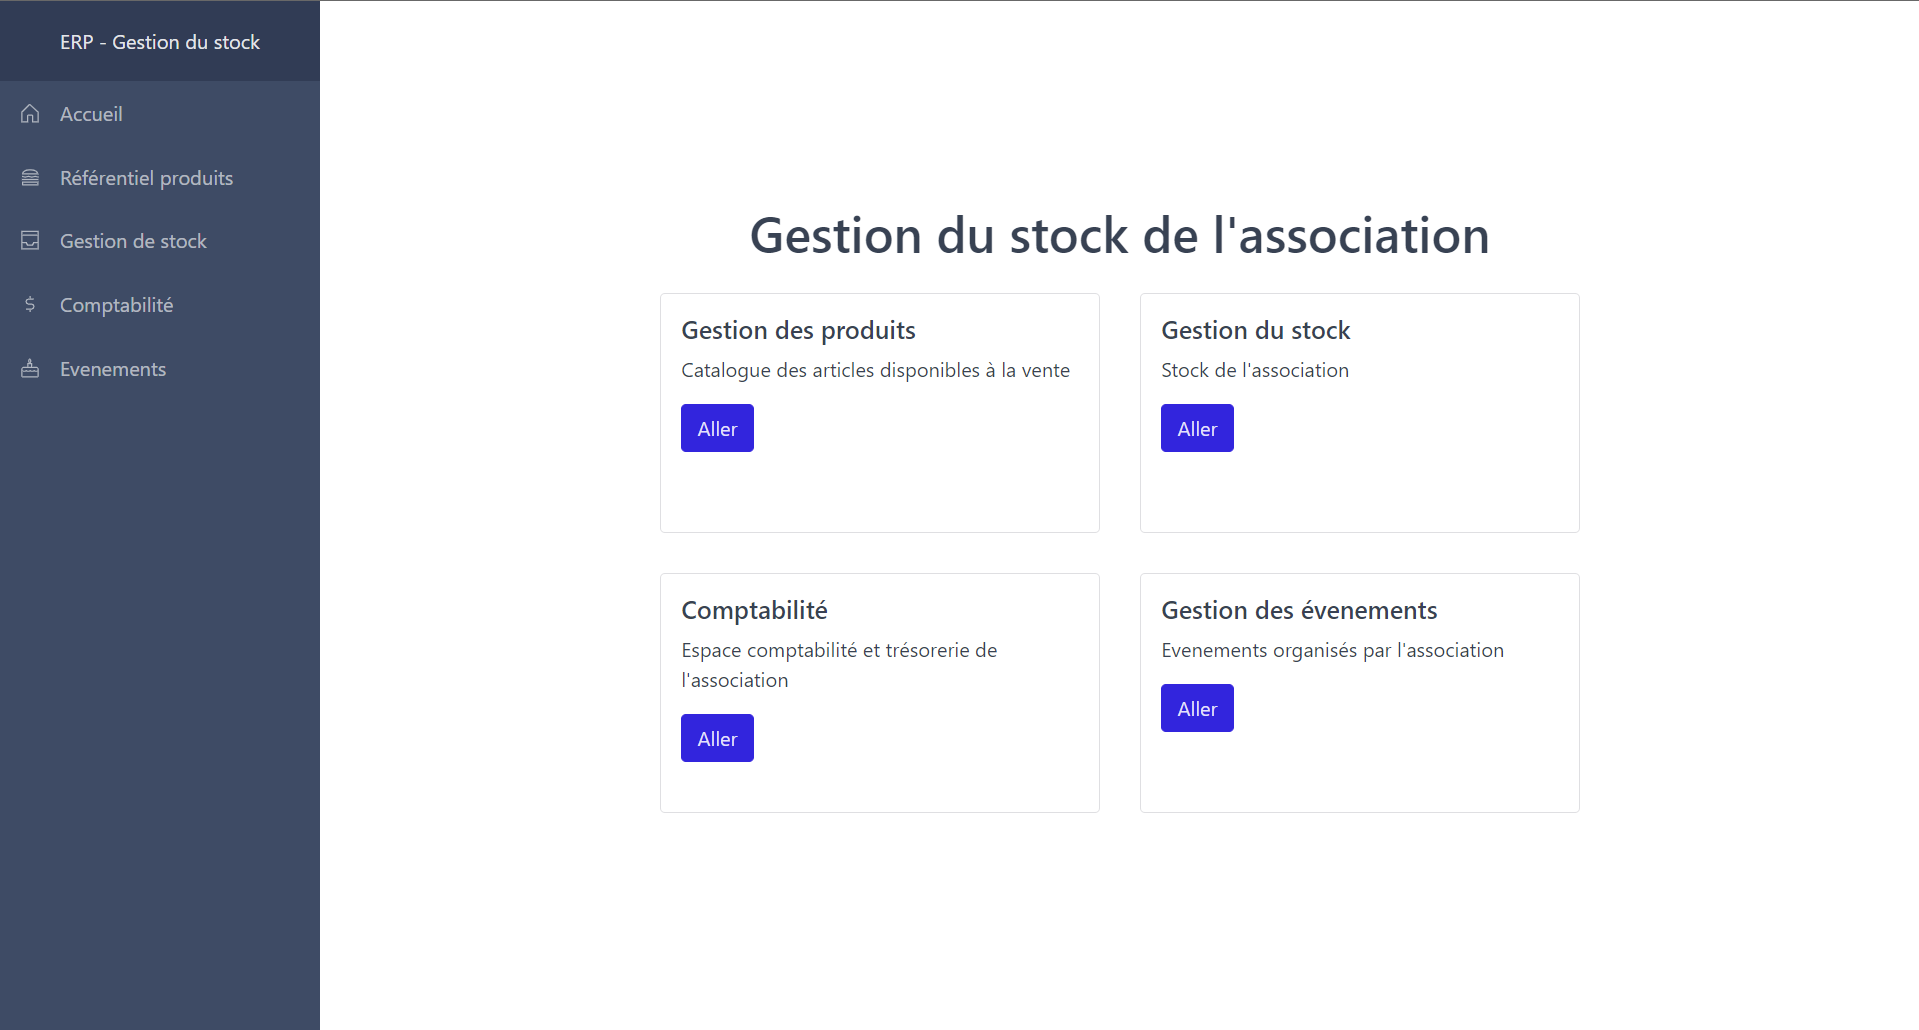 ERP - Gestion du stock
Accueil
Référentiel produits
Gestion de stock
Comptabilité
Evenements
Gestion du stock de l'association
Gestion des produits
Catalogue des articles disponibles à la vente
Aller
Gestion du stock
Stock de l'association
Aller
Comptabilité
Espace comptabilité et trésorerie de
l'association
Aller
Gestion des évenements
Evenements organisés par l'association
Aller